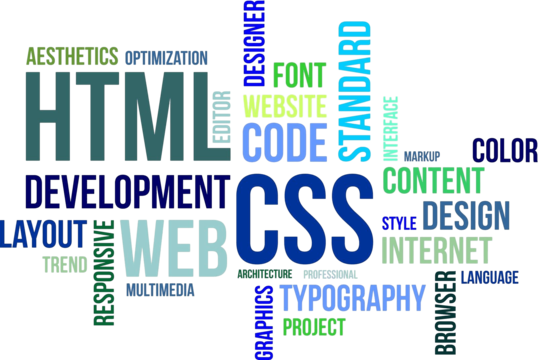 AESTHETICS
OPTIMIZATION
DESIGNER
FONT
STANDARD
HTML
EDITOR
WEBSITE
INTERFACE
CODE
MARKUP
COLOR
DEVELOPMENT
CSS
CONTENT
LAYOUT
RESPONSIVE
WEB
STYLE
DESIGN
TREND
INTERNET
MULTIMEDIA
ARCHITECTURE
PROFESSIONAL
BROWSER
LANGUAGE
GRAPHICS
TYPOGRAPHY
PROJECT